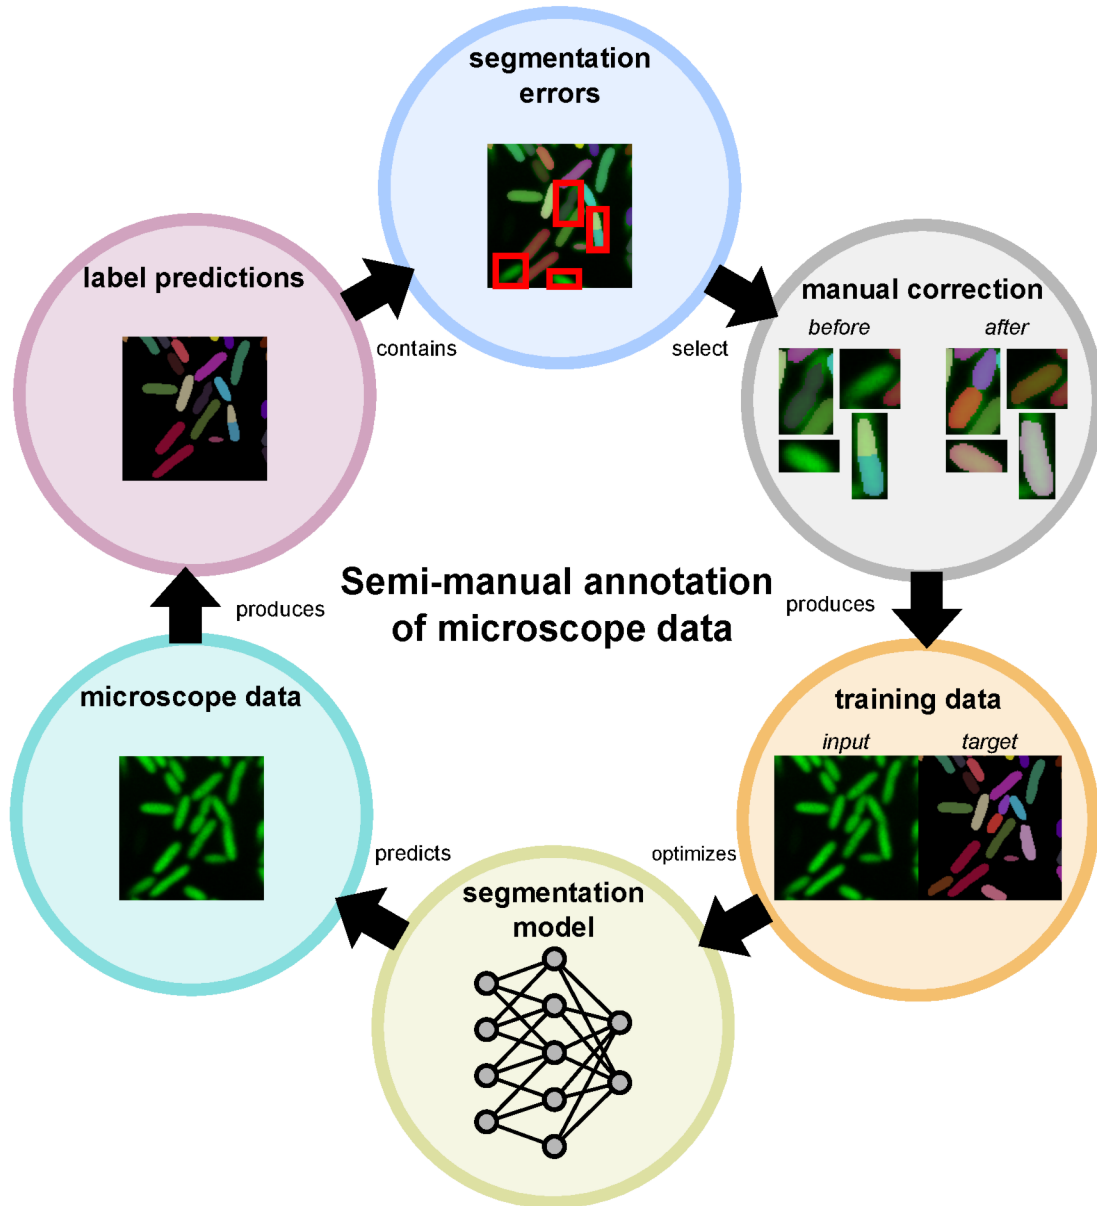 segmentation
errors
label predictions
contains
select
manual correction
before
after
Semi-manual annotation
of microscope data
produces
produces
microscope data
training data
input
target
predicts
optimizes
segmentation
model